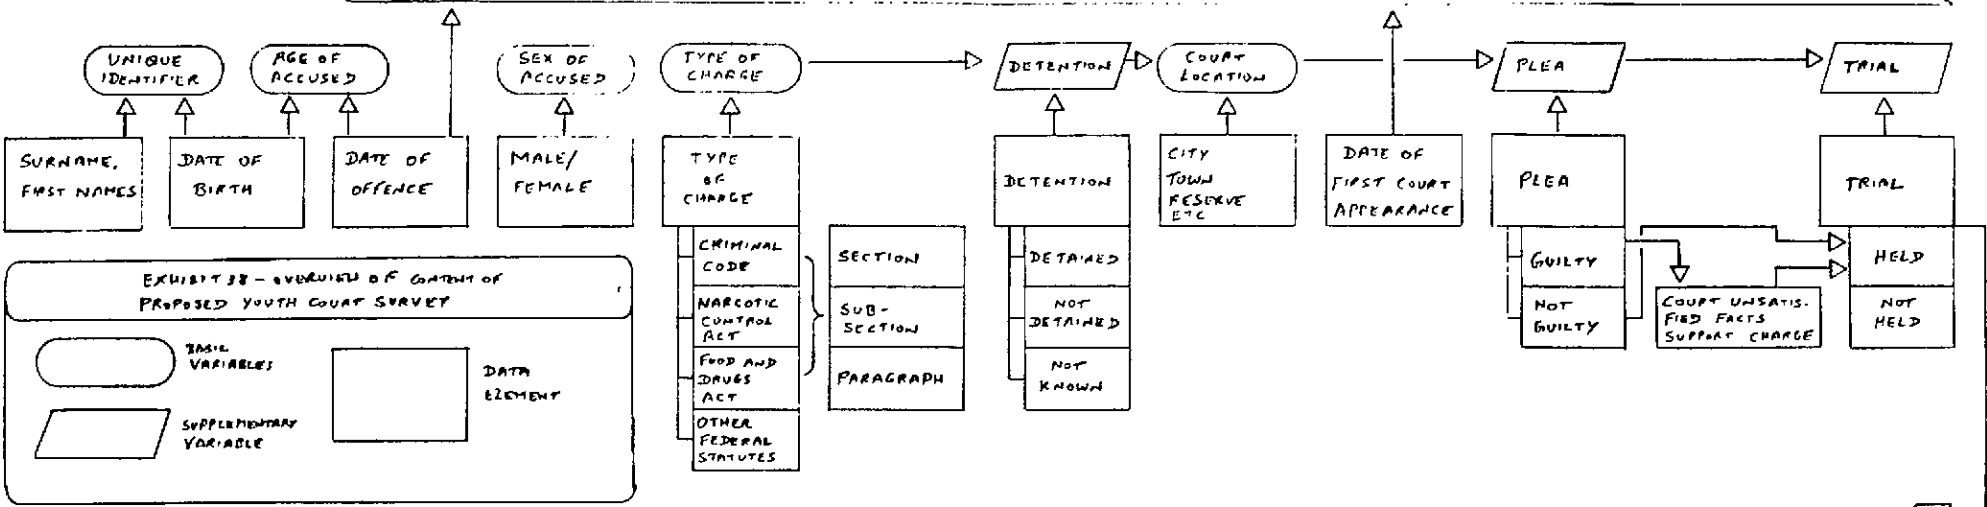 UNIQUE
IDENTIFIER
AGE OF
ACCUSED
SEX OF
ACCUSED
TYPE OF
CHARGE
DETENTION
COURT
LOCATION
PLEA
TRIAL
SURNAME,
FIRST NAMES
DATE OF
BIRTH
DATE OF
OFFENCE
MALE/
FEMALE
TYPE
OF
CHARGE
DETENTION
CITY
TOWN
RESERVE
ETC
DATE OF
FIRST COURT
APPEARANCE
PLEA
TRIAL
CRIMINAL
CODE
NARCOTIC
CONTROL
ACT
FOOD AND
DRUGS
ACT
OTHER
FEDERAL
STATUTES
SECTION
SUB-
SECTION
PARAGRAPH
DETAINED
NOT
DETAINED
NOT
KNOWN
GUILTY
NOT
GUILTY
COURT UNSATIS-
FIED FACTS
SUPPORT CHARGE
HELD
NOT
HELD
EXHIBIT 38 - OVERVIEW OF CONTENT OF
PROPOSED YOUTH COURT SURVEY
BASIC
VARIABLES
DATA
ELEMENT
SUPPLEMENTARY
VARIABLE